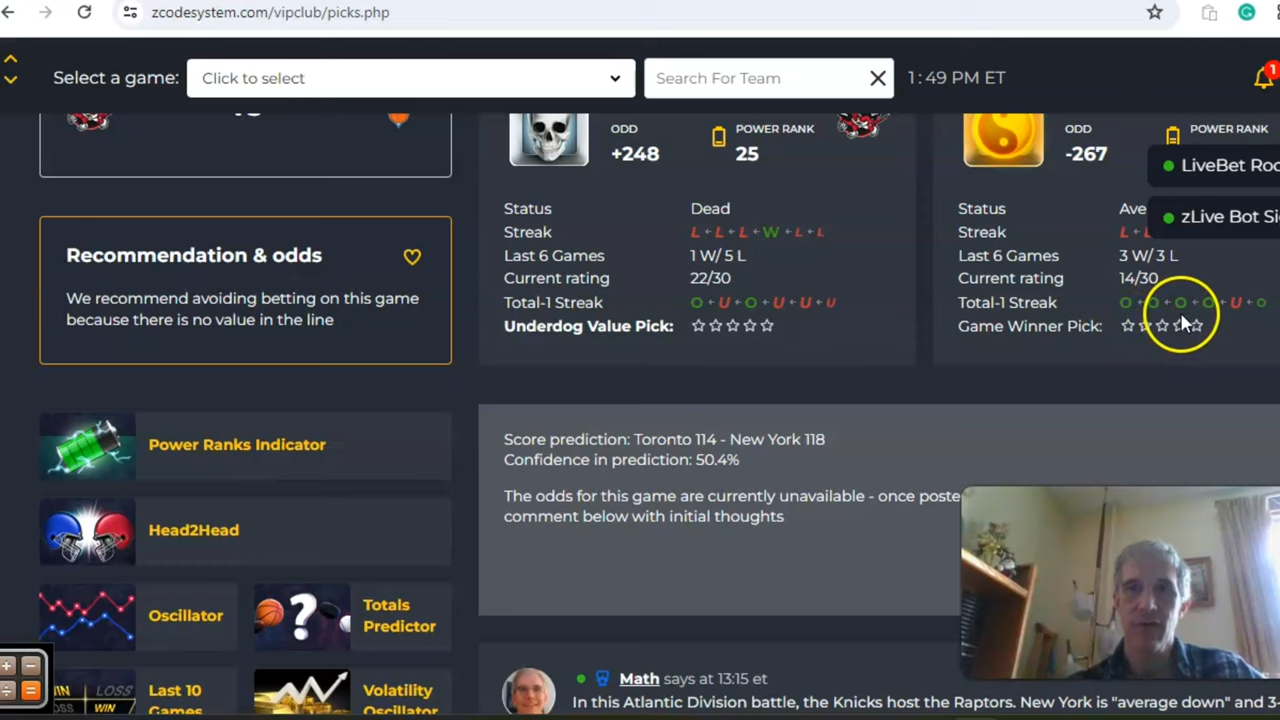 zcodesystem.com/vipclub/picks.php
Select a game: Click to select Search For Team 1:49 PM ET
1
ODD POWER RANK
+248 25
ODD POWER RANK
-267
LiveBet Roo
zLive Bot Si
Status Dead
Streak L L L W L L
Last 6 Games 1 W/ 5 L
Current rating 22/30
Total-1 Streak O U O U U U
Underdog Value Pick:
Status Ave
Streak L L
Last 6 Games 3 W/ 3 L
Current rating 14/30
Total-1 Streak O O O O U O
Game Winner Pick:
Recommendation & odds
We recommend avoiding betting on this game
because there is no value in the line
Power Ranks Indicator
Head2Head
Oscillator
Totals
Predictor
Last 10
Games
Volatility
Oscillator
WIN LOSS
LOSS WIN
Score prediction: Toronto 114 - New York 118
Confidence in prediction: 50.4%
The odds for this game are currently unavailable - once poste
comment below with initial thoughts
Math says at 13:15 et
In this Atlantic Division battle, the Knicks host the Raptors. New York is "average down" and 3-